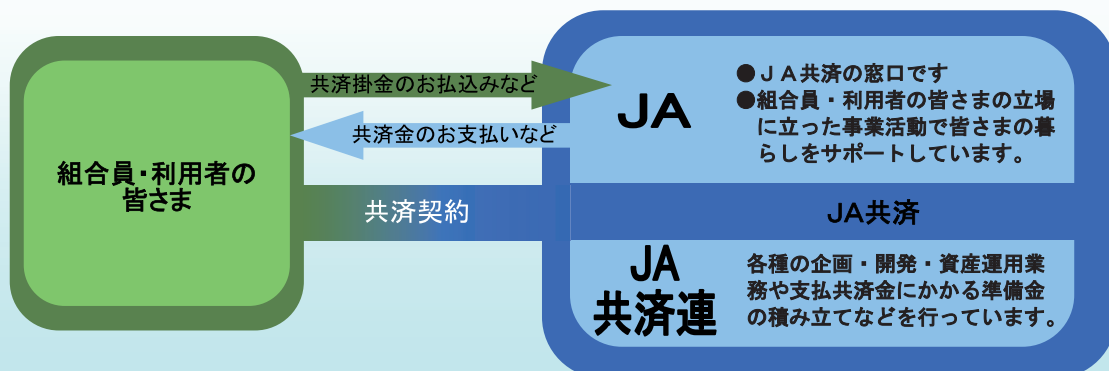 組合員・利用者の
皆さま
共済掛金のお払込みなど
共済金のお支払いなど
共済契約
JA
●ＪＡ共済の窓口です
●組合員・利用者の皆さまの立場
に立った事業活動で皆さまの暮
らしをサポートしています。
JA共済
JA
共済連
各種の企画・開発・資産運用業
務や支払共済金にかかる準備金
の積み立てなどを行っています。